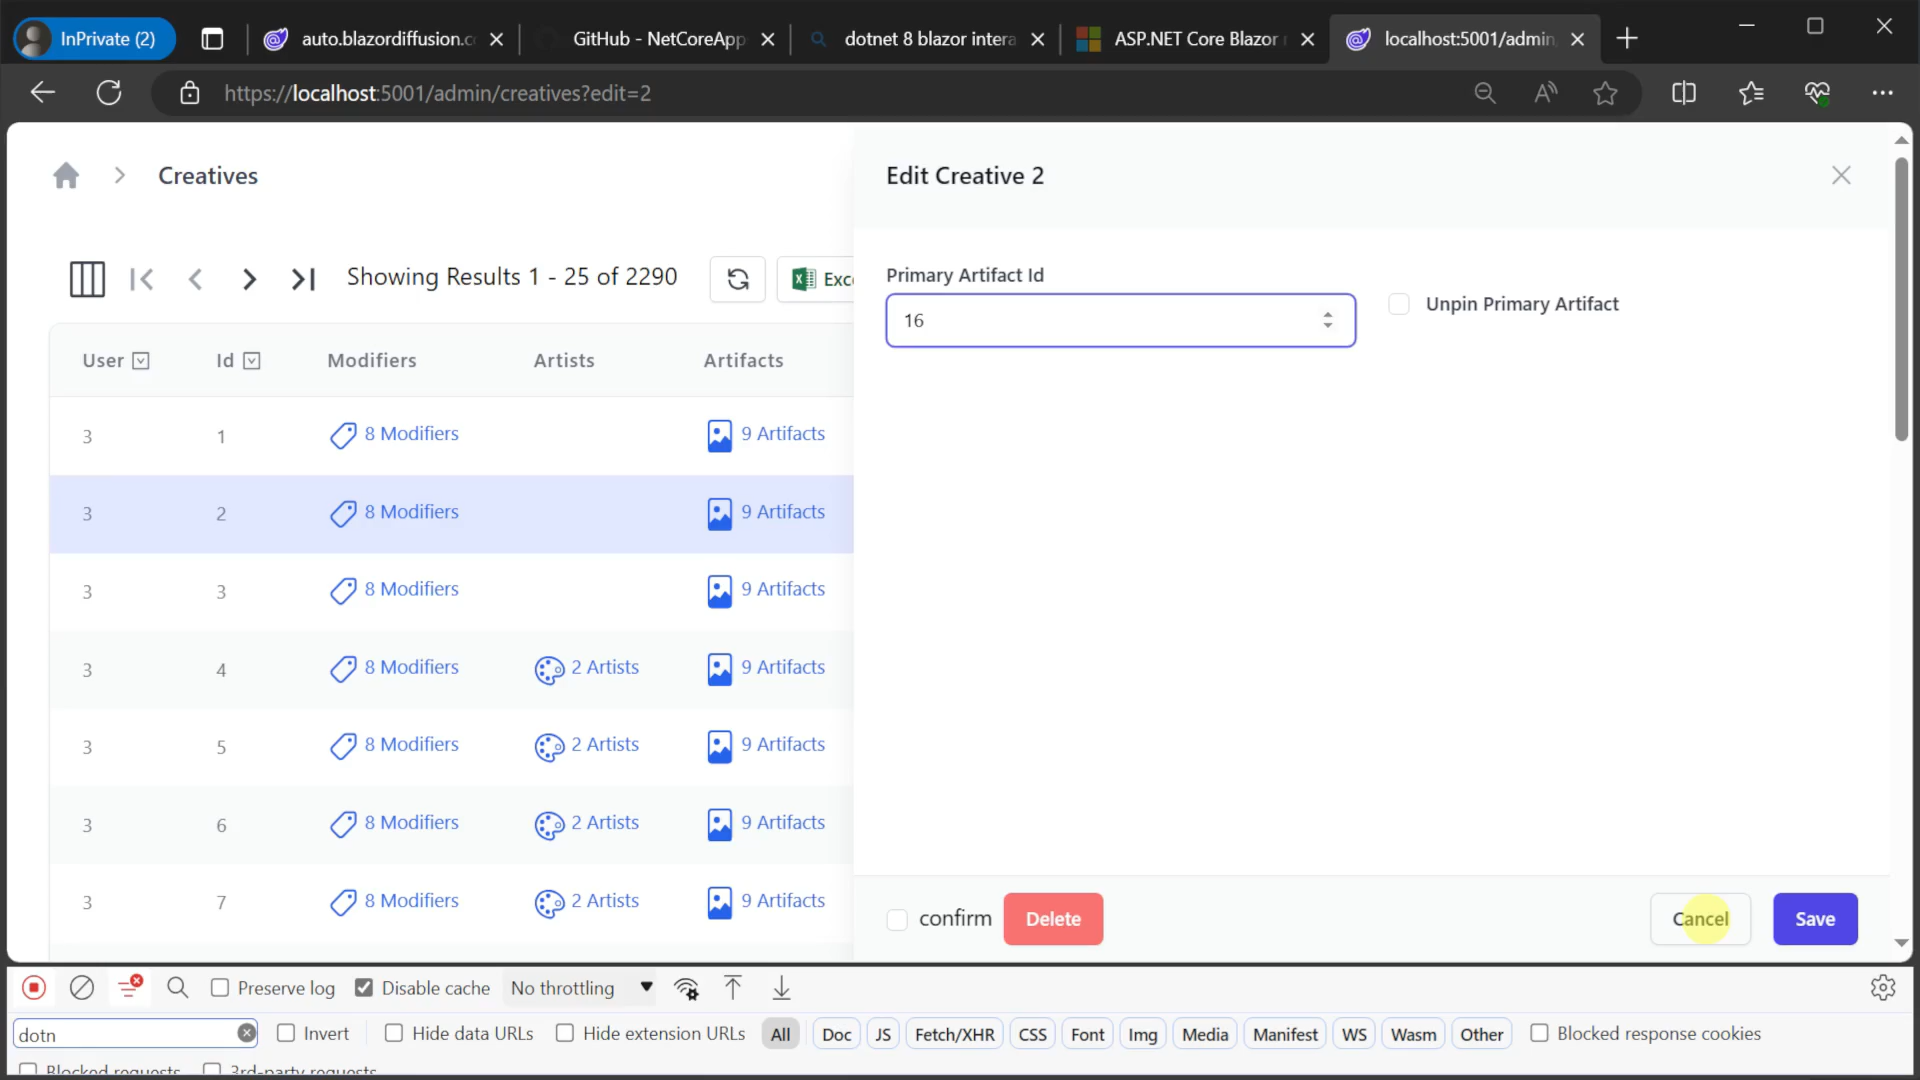 InPrivate (2)
auto.blazordiffusion.c
GitHub - NetCoreApp
dotnet 8 blazor intera
ASP.NET Core Blazor
localhost:5001/admin
https://localhost:5001/admin/creatives?edit=2
Creatives
Showing Results 1 - 25 of 2290
Exc
User Id Modifiers Artists Artifacts
3 1 8 Modifiers 9 Artifacts
3 2 8 Modifiers 9 Artifacts
3 3 8 Modifiers 9 Artifacts
3 4 8 Modifiers 2 Artists 9 Artifacts
3 5 8 Modifiers 2 Artists 9 Artifacts
3 6 8 Modifiers 2 Artists 9 Artifacts
3 7 8 Modifiers 2 Artists 9 Artifacts
Edit Creative 2
Primary Artifact Id
16
Unpin Primary Artifact
confirm Delete Cancel Save
Preserve log Disable cache No throttling
dotn Invert Hide data URLs Hide extension URLs All Doc JS Fetch/XHR CSS Font Img Media Manifest WS Wasm Other Blocked response cookies
Blocked requests 3rd-party requests